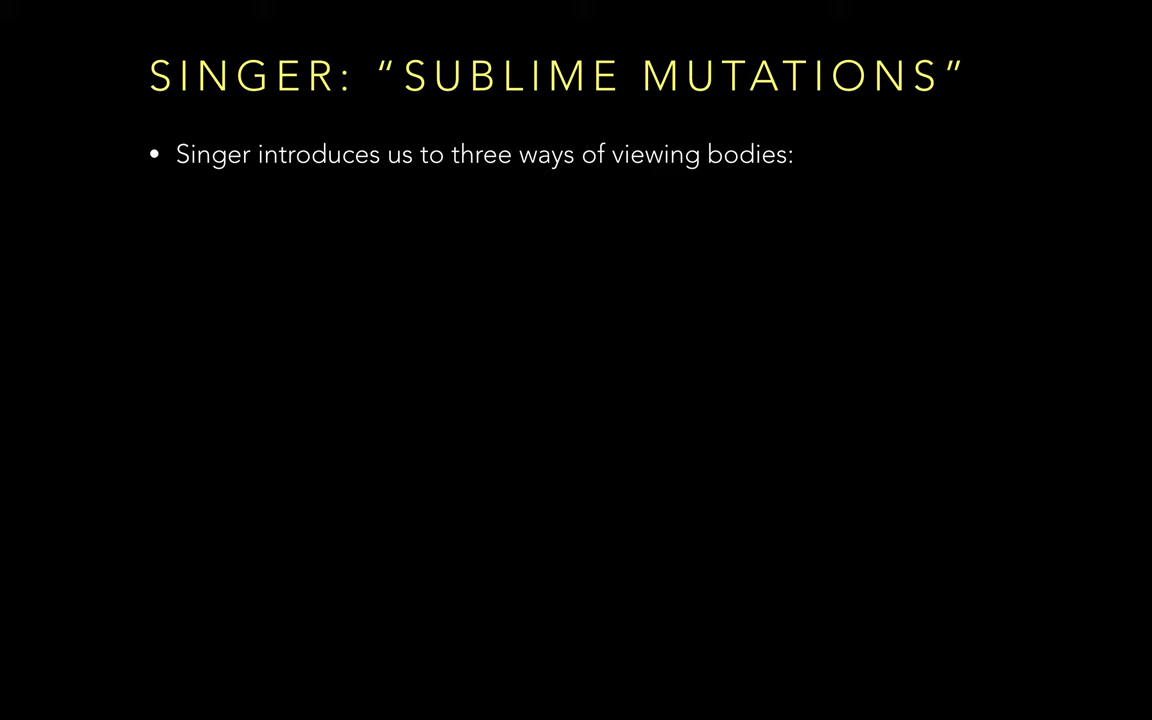 SINGER: “SUBLIME MUTATIONS”
• Singer introduces us to three ways of viewing bodies: